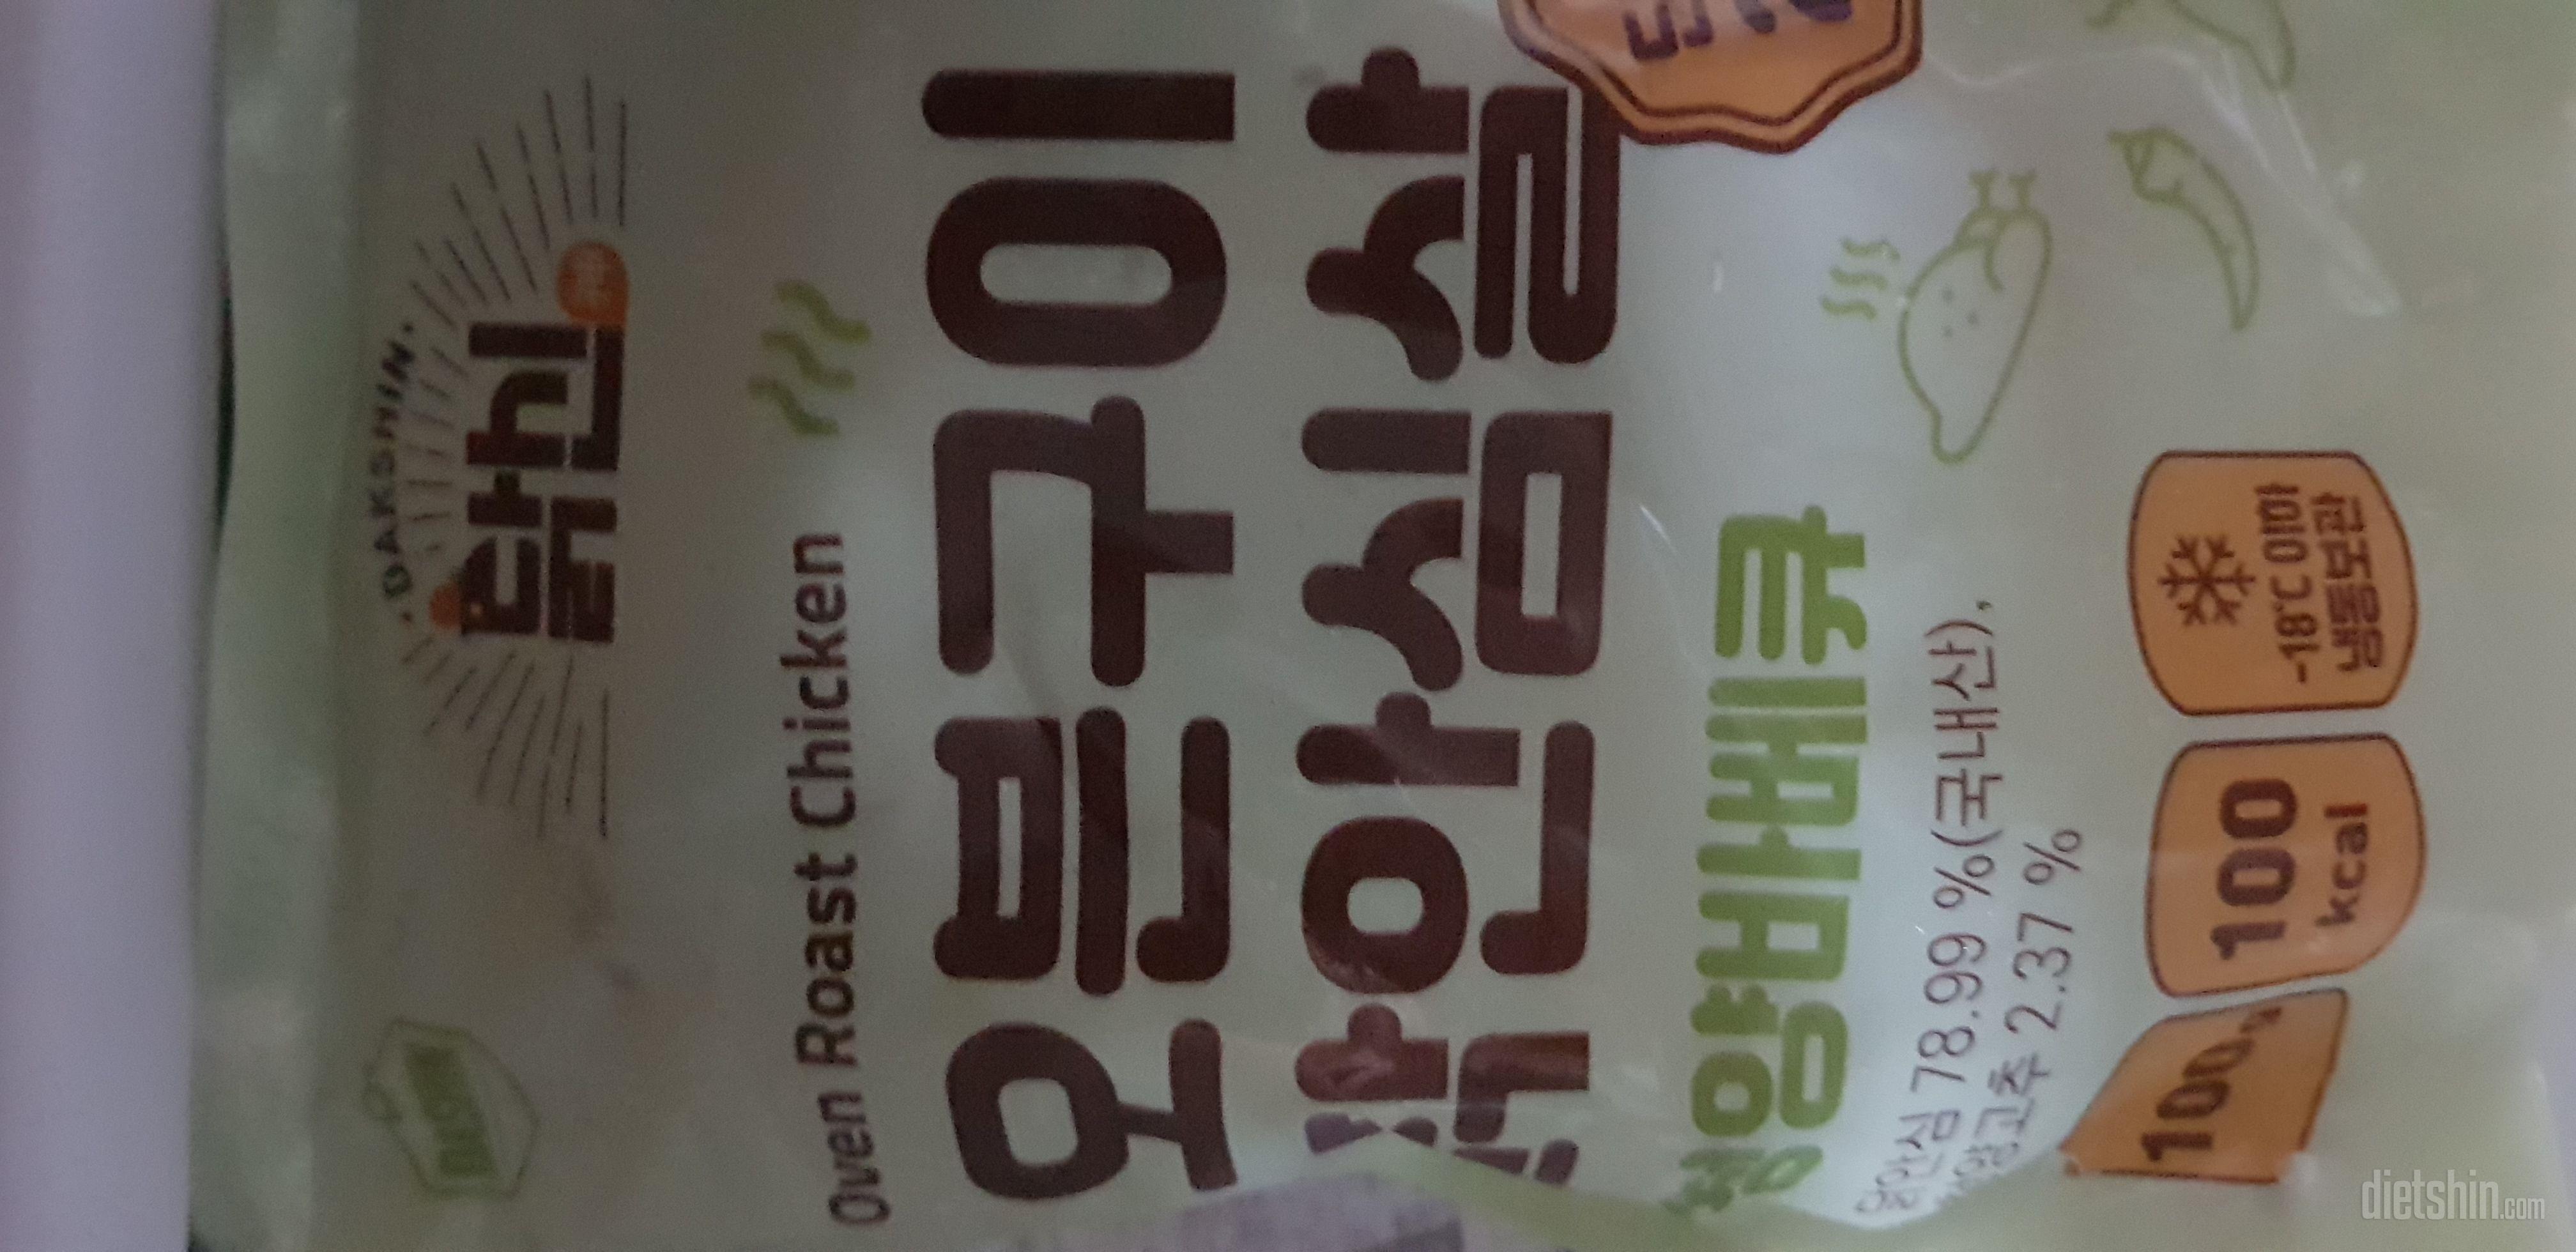 ·DAKSHIN·
닭신
Oven Roast Chicken
오븐구이
닭안심살
청양바베큐
닭안심 78.99 %(국내산),
청양고추 2.37 %
100g
100
kcal
-18℃ 이하
냉동보관
dietshin.com